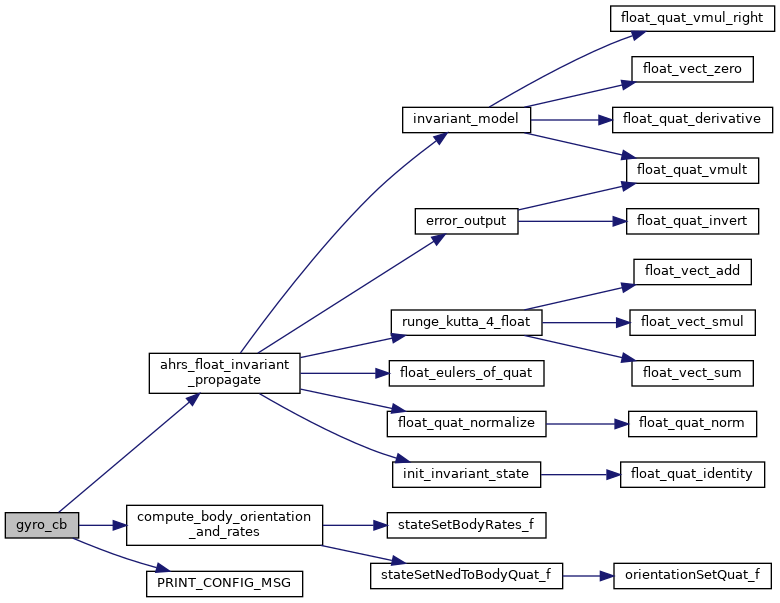 float_quat_vmul_right
float_vect_zero
invariant_model
float_quat_derivative
float_quat_vmult
error_output
float_quat_invert
float_vect_add
runge_kutta_4_float
float_vect_smul
ahrs_float_invariant
_propagate
float_eulers_of_quat
float_vect_sum
float_quat_normalize
float_quat_norm
init_invariant_state
float_quat_identity
gyro_cb
compute_body_orientation
_and_rates
stateSetBodyRates_f
PRINT_CONFIG_MSG
stateSetNedToBodyQuat_f
orientationSetQuat_f